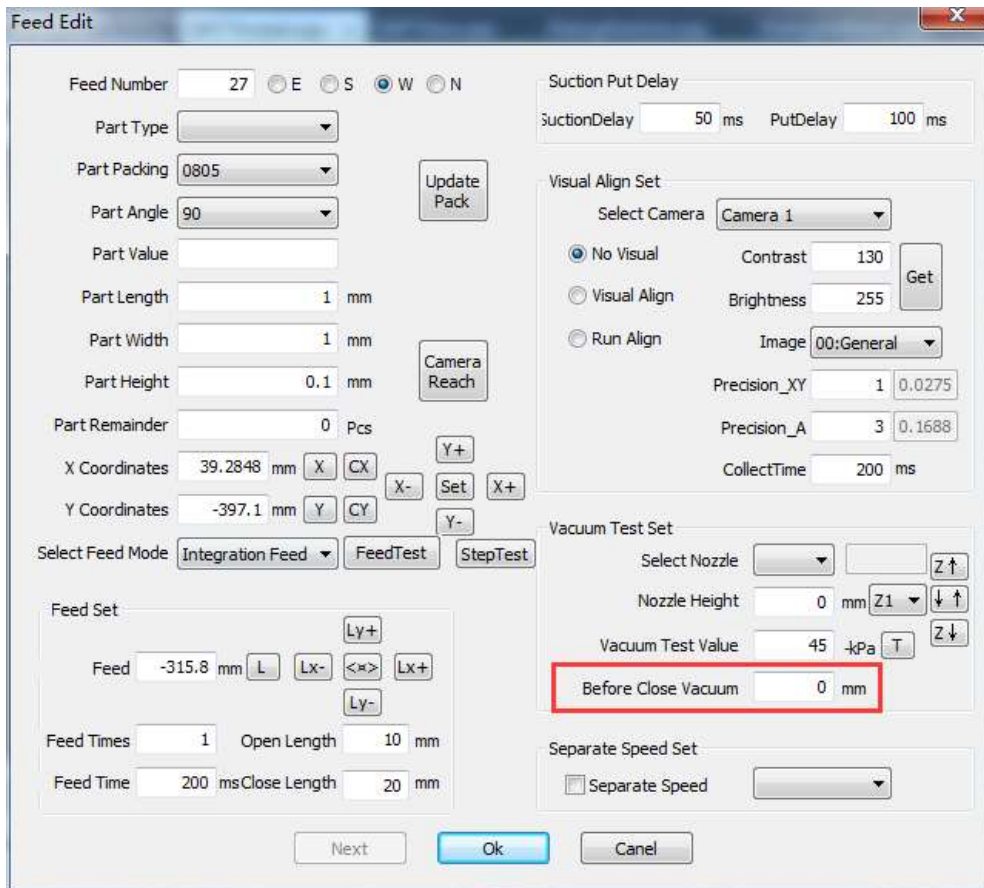 Feed Edit
Feed Number 27 E S W N
Part Type
Part Packing 0805
Part Angle 90
Part Value
Part Length 1 mm
Part Width 1 mm
Part Height 0.1 mm
Part Remainder 0 Pcs
X Coordinates 39.2848 mm X CX
Y Coordinates -397.1 mm Y CY
Select Feed Mode Integration Feed FeedTest StepTest
Update
Pack
Camera
Reach
Y+
X- Set X+
Y-
Feed Set
Ly+
Feed -315.8 mm L Lx- <¤> Lx+
Ly-
Feed Times 1 Open Length 10 mm
Feed Time 200 ms Close Length 20 mm
Suction Put Delay
SuctionDelay 50 ms PutDelay 100 ms
Visual Align Set
Select Camera Camera 1
No Visual Contrast 130
Get
Visual Align Brightness 255
Run Align Image 00:General
Precision_XY 1 0.0275
Precision_A 3 0.1688
CollectTime 200 ms
Vacuum Test Set
Select Nozzle Z↑
Nozzle Height 0 mm Z1 ↓↑
Vacuum Test Value 45 -kPa T Z↓
Before Close Vacuum 0 mm
Separate Speed Set
Separate Speed
Next Ok Canel